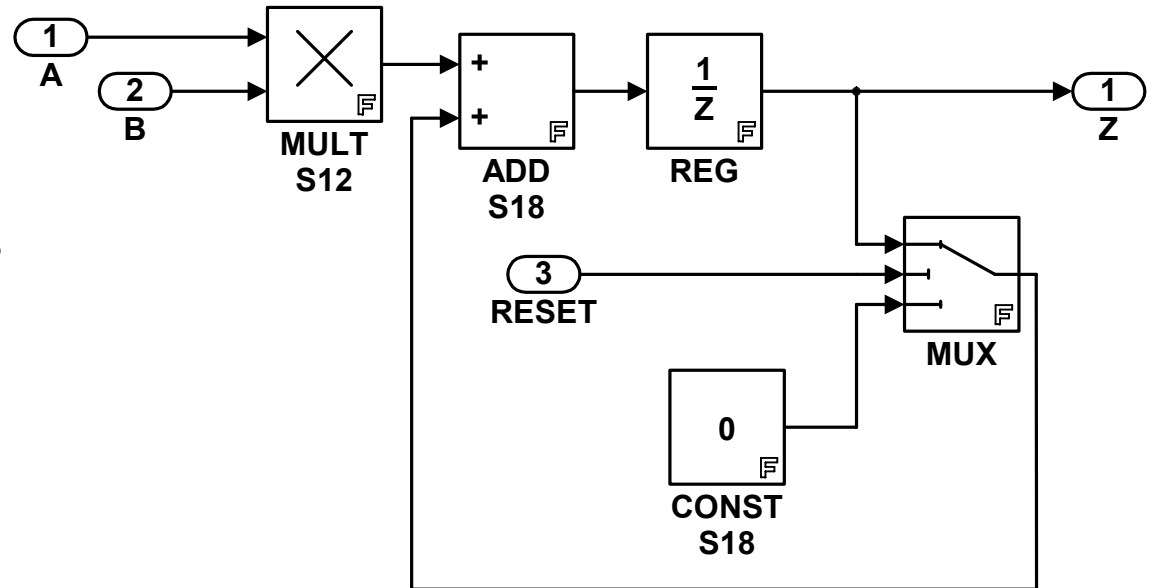 1
A
2
B
MULT
S12
F
+
+
ADD
S18
F
1
Z
REG
F
1
Z
3
RESET
MUX
F
0
CONST
S18
F